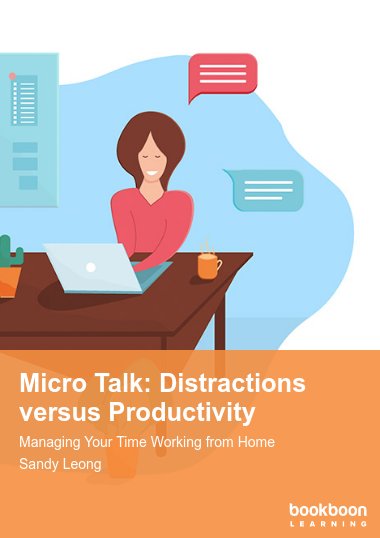 Micro Talk: Distractions
versus Productivity
Managing Your Time Working from Home
Sandy Leong
bookboon
LEARNING